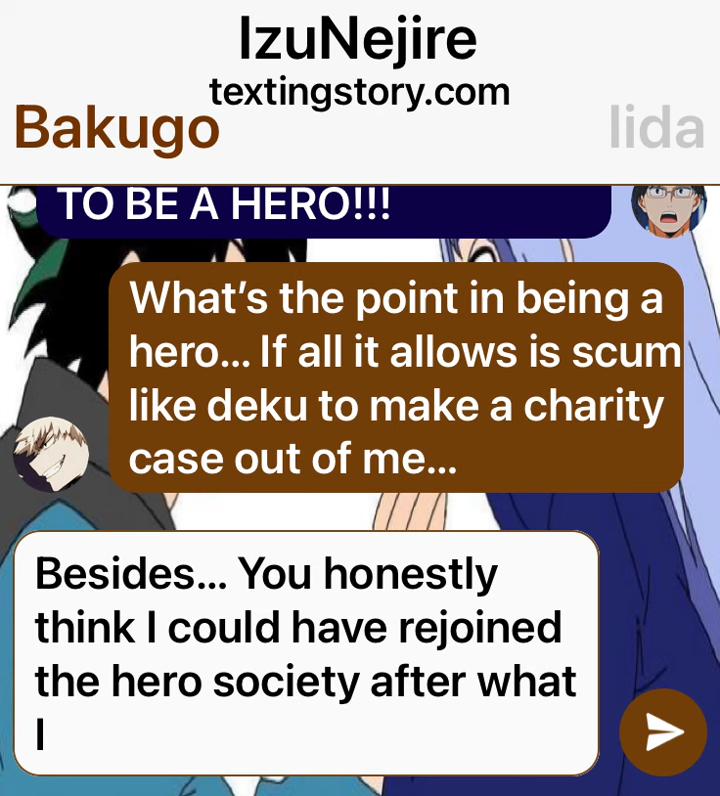 IzuNejire
textingstory.com
Bakugo
Iida
TO BE A HERO!!!
What's the point in being a
hero... If all it allows is scum
like deku to make a charity
case out of me...
Besides... You honestly
think I could have rejoined
the hero society after what
I